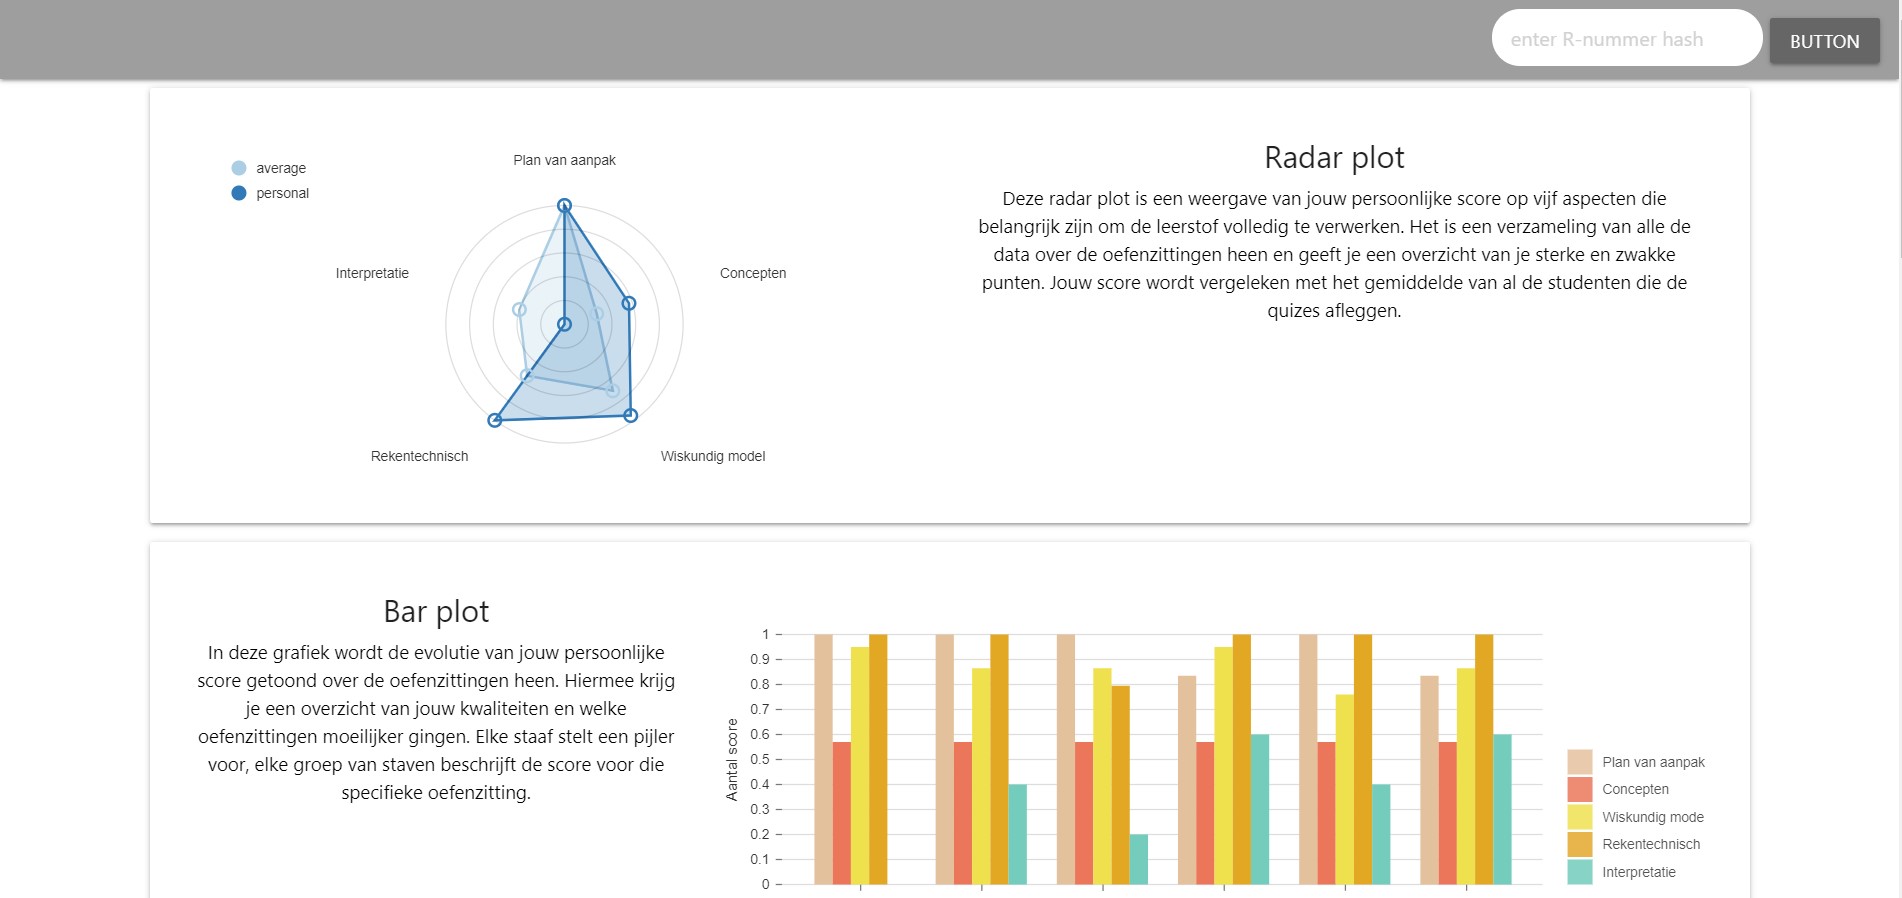 enter R-nummer hash
BUTTON
average
personal
Plan van aanpak
Interpretatie
Concepten
Rekentechnisch
Wiskundig model
Radar plot
Deze radar plot is een weergave van jouw persoonlijke score op vijf aspecten die
belangrijk zijn om de leerstof volledig te verwerken. Het is een verzameling van alle de
data over de oefenzittingen heen en geeft je een overzicht van je sterke en zwakke
punten. Jouw score wordt vergeleken met het gemiddelde van al de studenten die de
quizes afleggen.
Bar plot
In deze grafiek wordt de evolutie van jouw persoonlijke
score getoond over de oefenzittingen heen. Hiermee krijg
je een overzicht van jouw kwaliteiten en welke
oefenzittingen moeilijker gingen. Elke staaf stelt een pijler
voor, elke groep van staven beschrijft de score voor die
specifieke oefenzitting.
Aantal score
1
0.9
0.8
0.7
0.6
0.5
0.4
0.3
0.2
0.1
0
Plan van aanpak
Concepten
Wiskundig mode
Rekentechnisch
Interpretatie